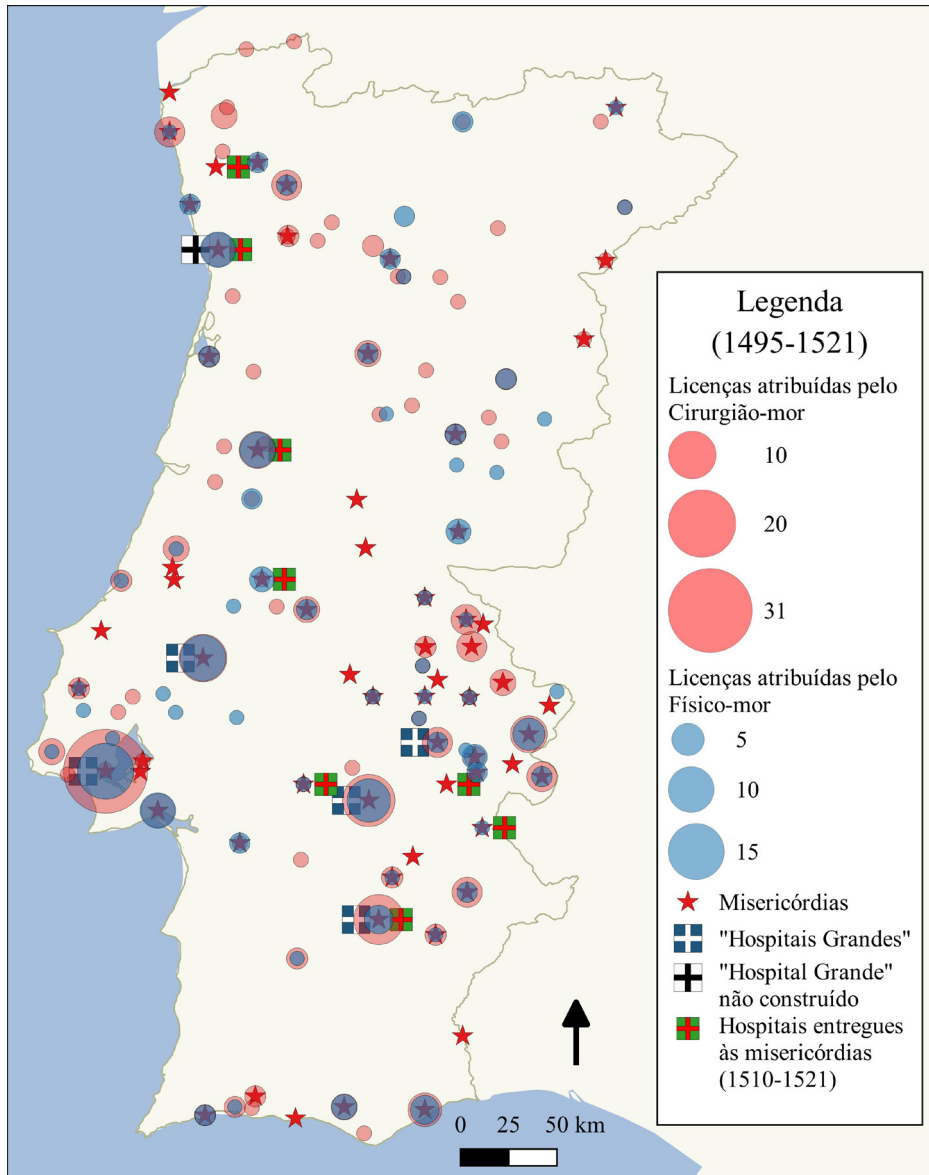 Legenda
(1495-1521)
Licenças atribuídas pelo
Cirurgião-mor
10
20
31
Licenças atribuídas pelo
Físico-mor
5
10
15
Misericórdias
"Hospitais Grandes"
"Hospital Grande"
não construído
Hospitais entregues
às misericórdias
(1510-1521)
0 25 50 km